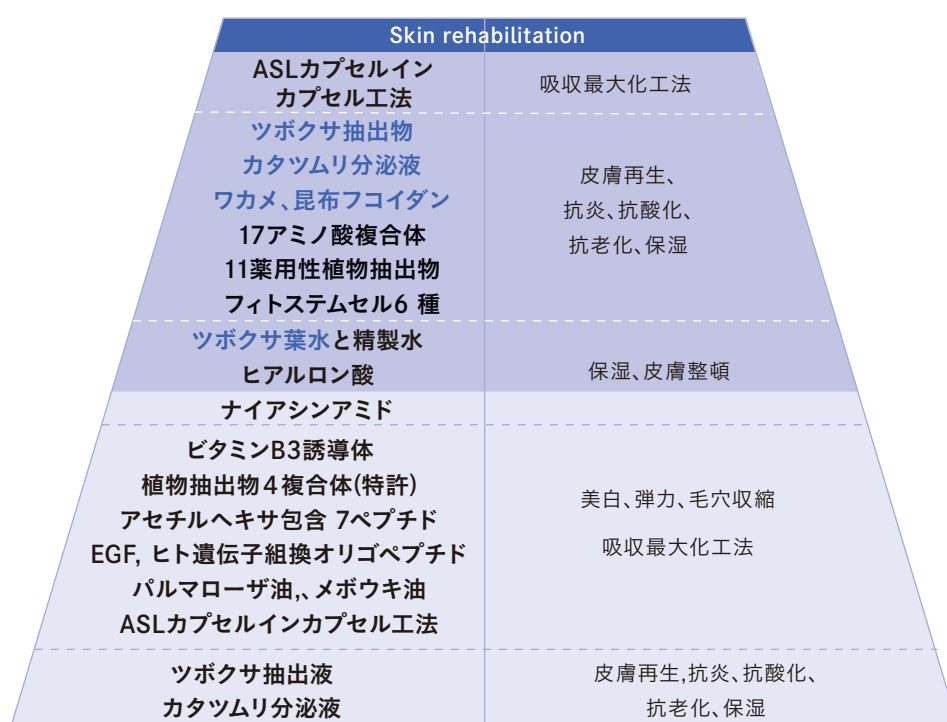 Skin rehabilitation
ASLカプセルイン
カプセル工法
吸収最大化工法
ツボクサ抽出物
カタツムリ分泌液
ワカメ、昆布フコイダン
17アミノ酸複合体
11薬用性植物抽出物
フィトステムセル6 種
皮膚再生、
抗炎、抗酸化、
抗老化、保湿
ツボクサ葉水と精製水
ヒアルロン酸
保湿、皮膚整頓
ナイアシンアミド
ビタミンB3誘導体
植物抽出物4複合体(特許)
アセチルヘキサ包含 7ペプチド
EGF, ヒト遺伝子組換オリゴペプチド
パルマローザ油,、メボウキ油
ASLカプセルインカプセル工法
美白、弾力、毛穴収縮
吸収最大化工法
ツボクサ抽出液
カタツムリ分泌液
皮膚再生,抗炎、抗酸化、
抗老化、保湿